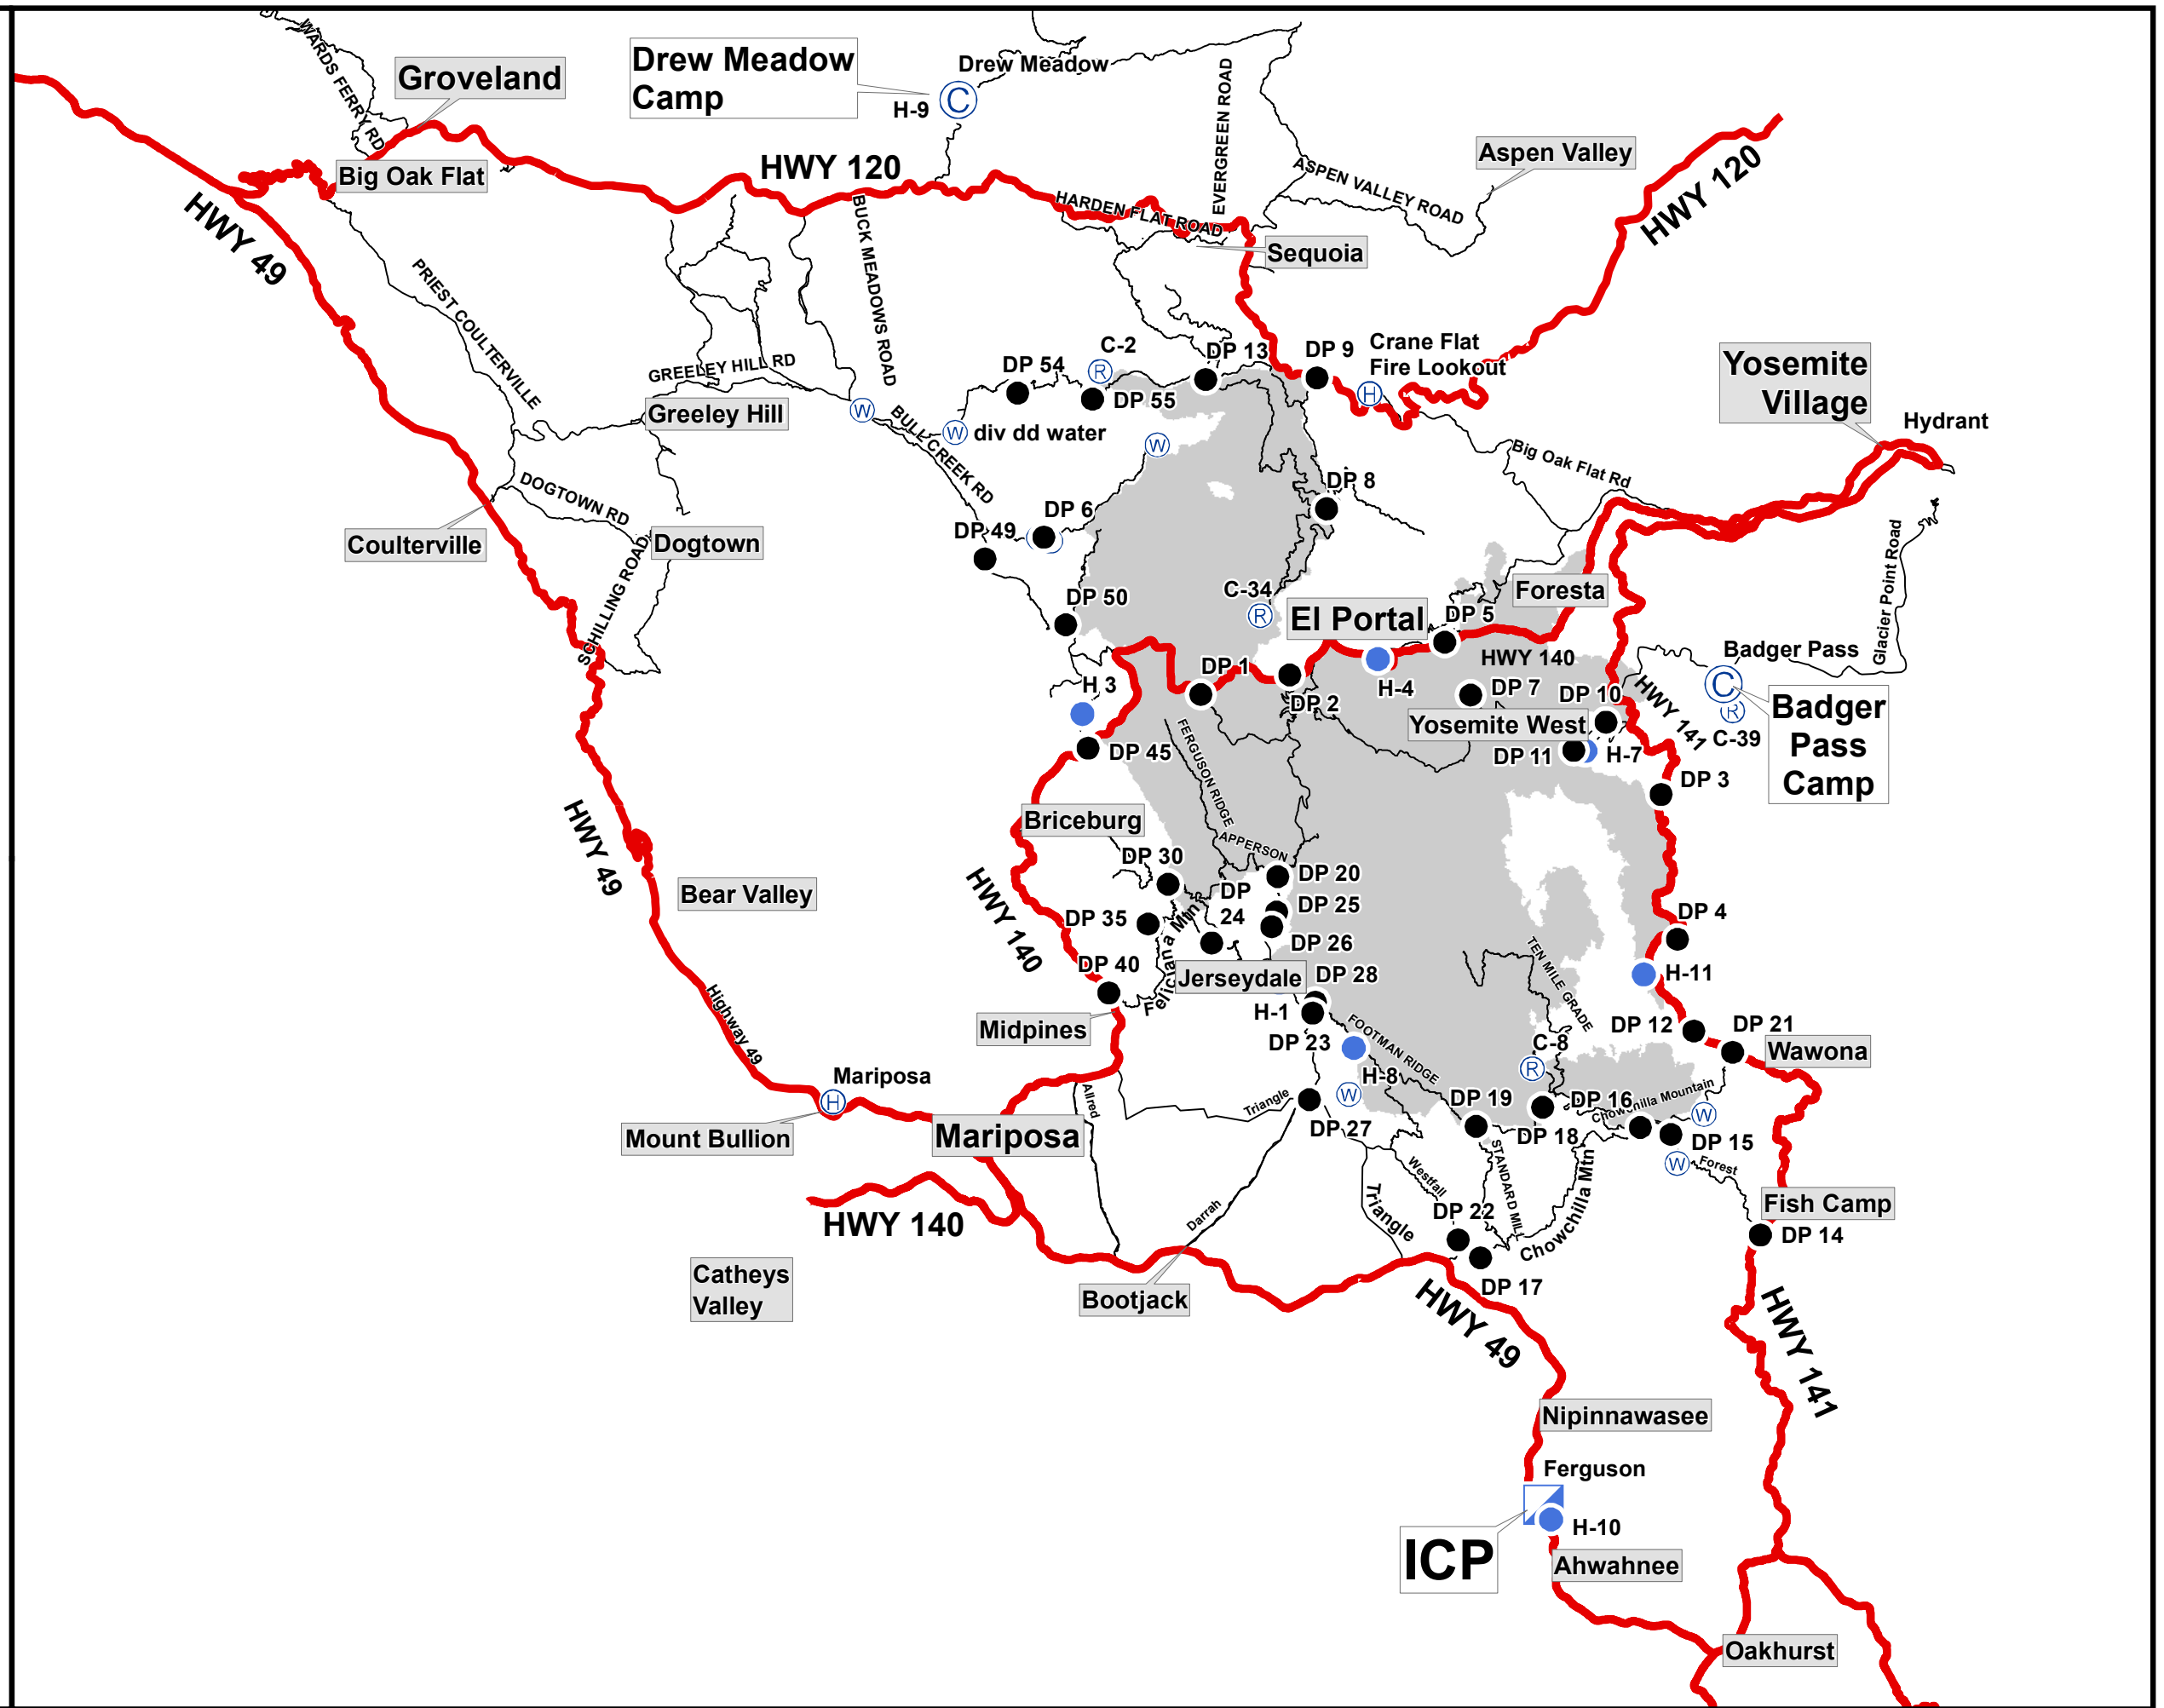 WARDS FERRY RD
Groveland
Drew Meadow
Camp
Drew Meadow
H-9
C
EVERGREEN ROAD
HWY 120
Big Oak Flat
HWY 120
ASPEN VALLEY ROAD
Aspen Valley
HWY 120
HARDEN FLAT ROAD
Sequoia
HWY 49
PRIEST COULTERVILLE
BUCK MEADOWS ROAD
GREELEY HILL RD
Greeley Hill
W
BULL CREEK RD
W
div dd water
DP 54
C-2
R
DP 55
DP 13
DP 9
Crane Flat
Fire Lookout
H
W
Yosemite
Village
Hydrant
Big Oak Flat Rd
DOGTOWN RD
Coulterville
Dogtown
SCHILLING ROAD
DP 49
DP 6
DP 8
DP 50
C-34
R
El Portal
DP 5
Foresta
Glacier Point Road
HWY 140
H-4
DP 1
DP 2
H 3
DP 45
DP 7
DP 10
Yosemite West
DP 11
H-7
HWY 141
Badger Pass
C
R
C-39
Badger
Pass
Camp
DP 3
FERGUSON RIDGE
APPERSON
Briceburg
DP 30
DP 20
DP
24
DP 25
DP 26
DP 35
HWY 140
DP 40
Feliciana Mtn
Jerseydale
DP 28
H-1
DP 23
Midpines
HWY 49
Bear Valley
Highway 49
TEN MILE GRADE
DP 4
H-11
DP 12
DP 21
Wawona
FOOTMAN RIDGE
H-8
W
C-8
R
DP 19
DP 16
Chowchilla Mountain
W
DP 18
DP 15
W
Forest
Mariposa
H
Mount Bullion
Mariposa
Allred
Triangle
DP 27
Westfall
STANDARD MILL
Chowchilla Mtn
Triangle
Darrah
DP 22
DP 17
Fish Camp
DP 14
HWY 140
Catheys
Valley
Bootjack
HWY 49
HWY 141
Nipinnawasee
Ferguson
H-10
ICP
Ahwahnee
Oakhurst